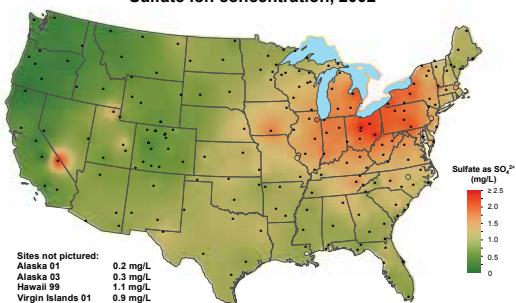 Sulfate ion concentration, 2002
Sulfate as SO₄²⁻
(mg/L)
≥ 2.5
2.0
1.5
1.0
0.5
0
Sites not pictured:
Alaska 01 0.2 mg/L
Alaska 03 0.3 mg/L
Hawaii 99 1.1 mg/L
Virgin Islands 01 0.9 mg/L